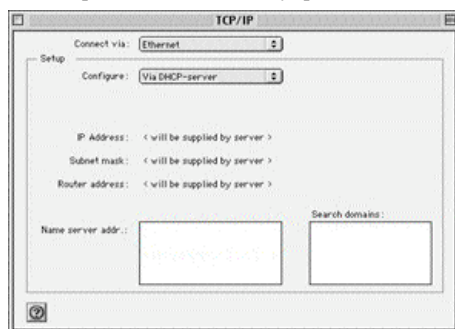 TCP/IP
Connect via: Ethernet
Setup
Configure: Via DHCP-server
IP Address: < will be supplied by server >
Subnet mask: < will be supplied by server >
Router address: < will be supplied by server >
Search domains:
Name server addr.:
?